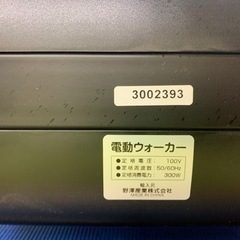 3002393
電動ウォーカー
●定格電圧: 100V
●定格周波数: 50/60Hz
●定格消費電力: 300W
輸入元
野澤産業株式会社
MADE IN CHINA